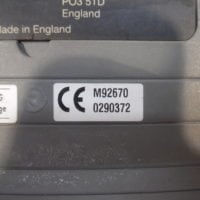 PO3 5TD
England
Made in England
CE M92670
0290372